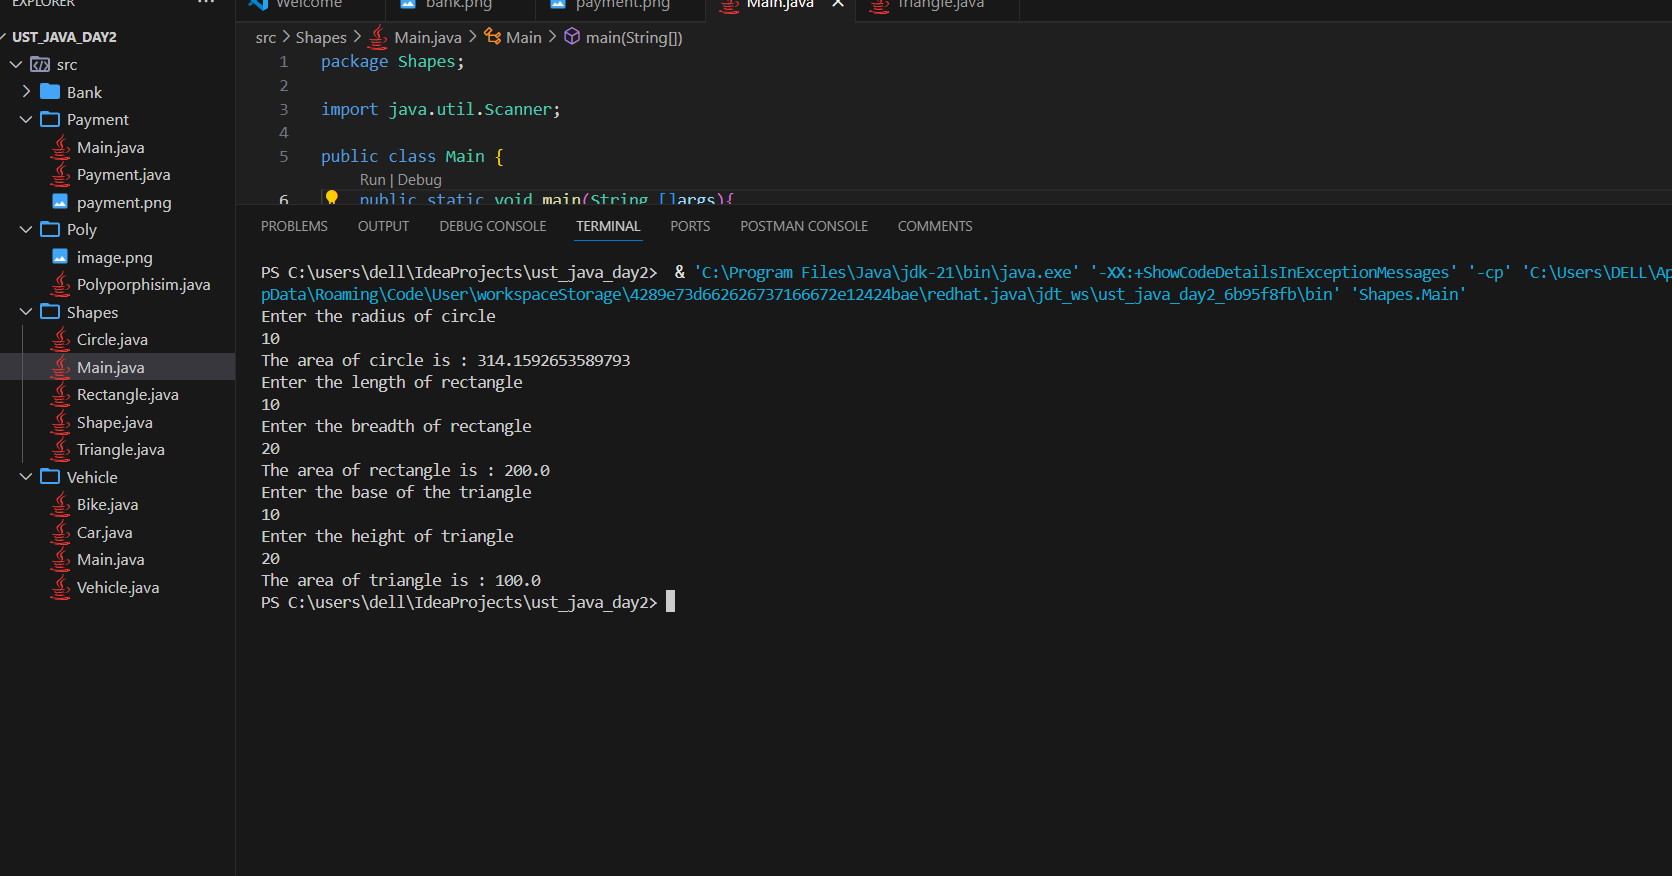 EXPLORER ...
UST_JAVA_DAY2
src
Bank
Payment
Main.java
Payment.java
payment.png
Poly
image.png
Polyporphisim.java
Shapes
Circle.java
Main.java
Rectangle.java
Shape.java
Triangle.java
Vehicle
Bike.java
Car.java
Main.java
Vehicle.java
Welcome bank.png payment.png Main.java Triangle.java
src > Shapes > Main.java > Main > main(String[])
1 package Shapes;
2
3 import java.util.Scanner;
4
5 public class Main {
Run | Debug
6 public static void main(String []args){
PROBLEMS OUTPUT DEBUG CONSOLE TERMINAL PORTS POSTMAN CONSOLE COMMENTS
PS C:\users\dell\IdeaProjects\ust_java_day2> & 'C:\Program Files\Java\jdk-21\bin\java.exe' '-XX:+ShowCodeDetailsInExceptionMessages' '-cp' 'C:\Users\DELL\Ap
pData\Roaming\Code\User\workspaceStorage\4289e73d662626737166672e12424bae\redhat.java\jdt_ws\ust_java_day2_6b95f8fb\bin' 'Shapes.Main'
Enter the radius of circle
10
The area of circle is : 314.1592653589793
Enter the length of rectangle
10
Enter the breadth of rectangle
20
The area of rectangle is : 200.0
Enter the base of the triangle
10
Enter the height of triangle
20
The area of triangle is : 100.0
PS C:\users\dell\IdeaProjects\ust_java_day2>